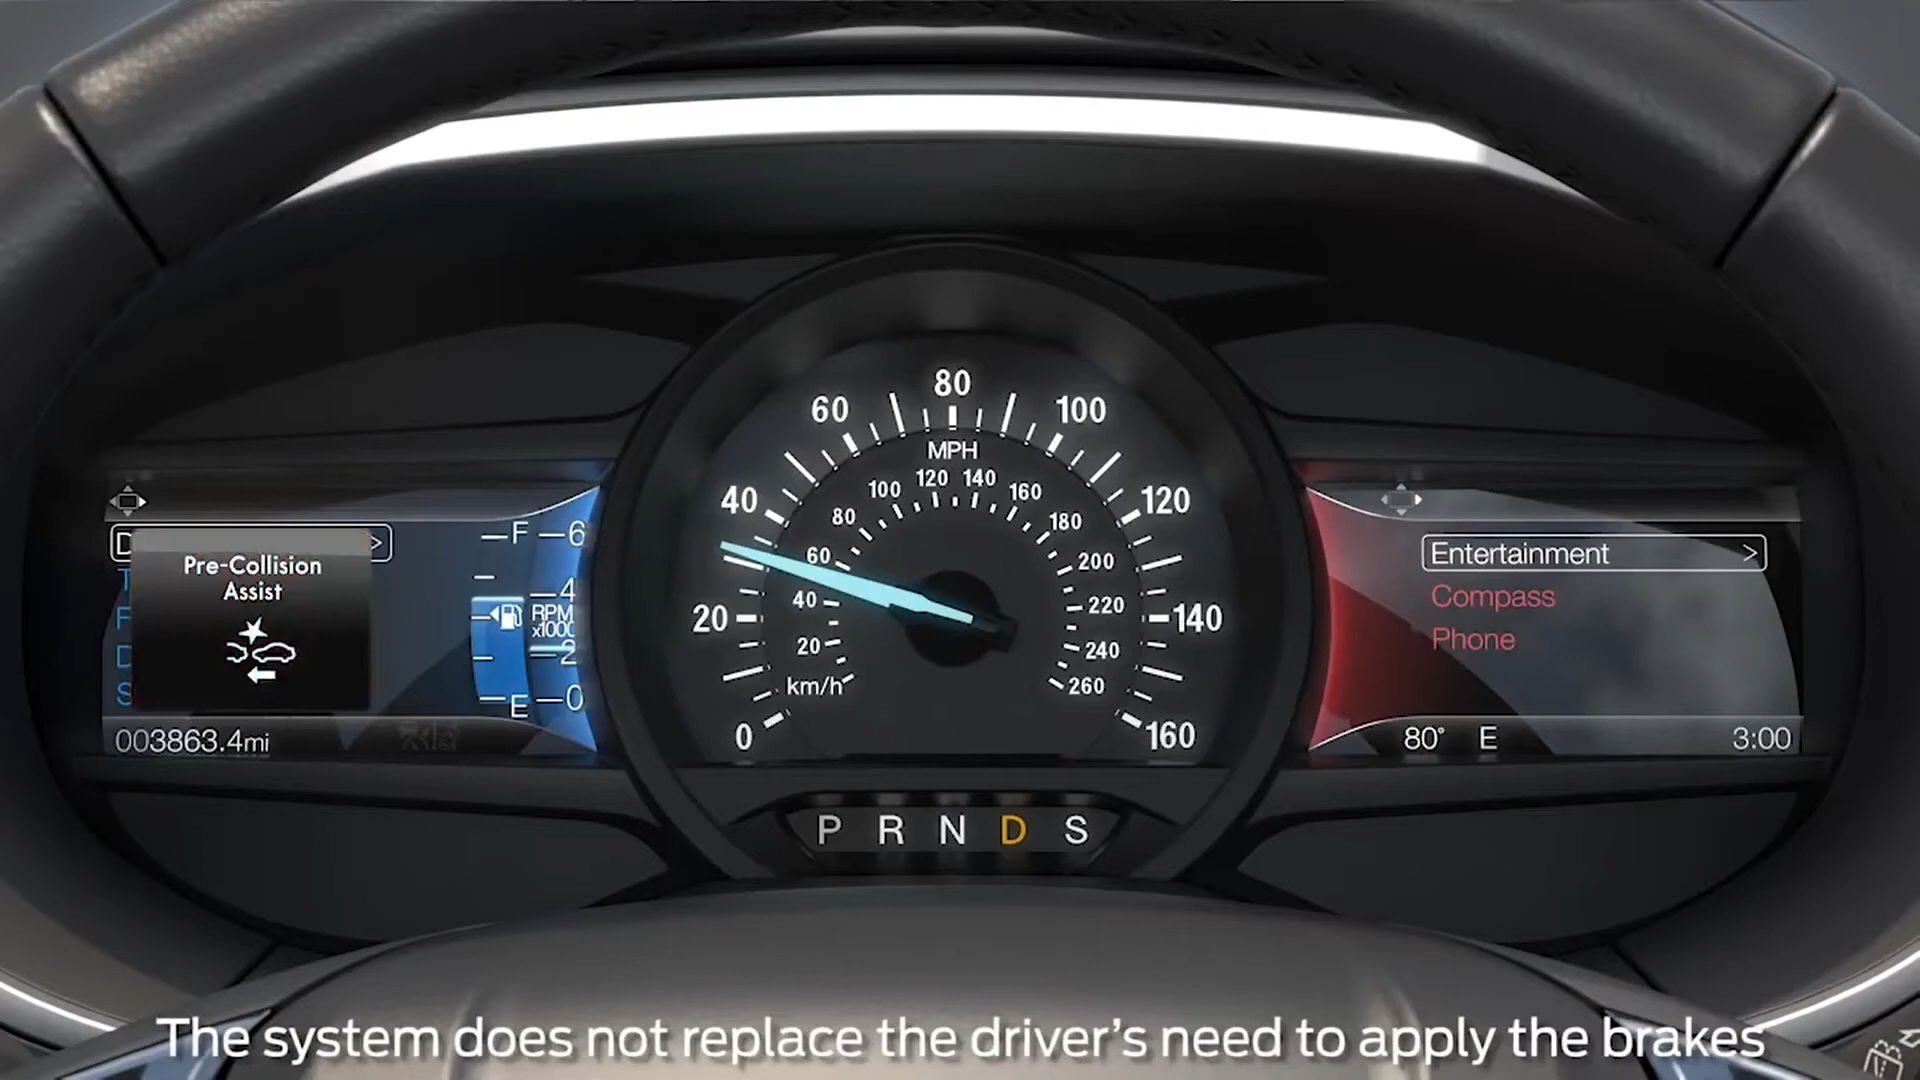 Pre-Collision
Assist
D
>
T
F
D
S
003863.4mi
F
E
6
4
RPM
x1000
2
0
0
20
40
60
80
100
120
140
160
MPH
km/h
20
40
60
80
100
120
140
160
180
200
220
240
260
P R N D S
Entertainment >
Compass
Phone
80° E 3:00
The system does not replace the driver's need to apply the brakes